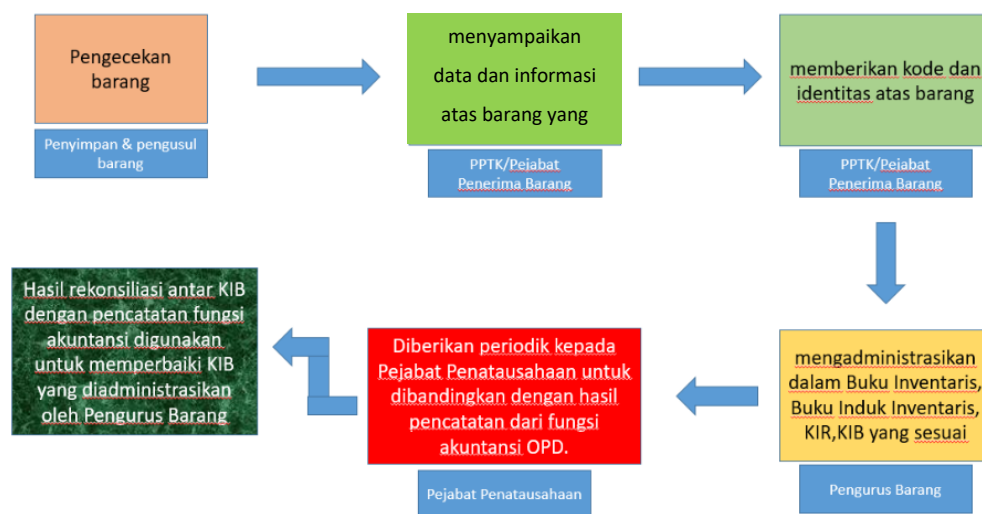 Pengecekan
barang
Penyimpan & pengusul
barang
menyampaikan
data dan informasi
atas barang yang
PPTK/Pejabat
Penerima Barang
memberikan kode dan
identitas atas barang
PPTK/Pejabat
Penerima Barang
mengadministrasikan
dalam Buku Inventaris,
Buku Induk Inventaris,
KIR,KIB yang sesuai
Pengurus Barang
Diberikan periodik kepada
Pejabat Penatausahaan untuk
dibandingkan dengan hasil
pencatatan dari fungsi
akuntansi OPD.
Pejabat Penatausahaan
Hasil rekonsiliasi antar KIB
dengan pencatatan fungsi
akuntansi digunakan
untuk memperbaiki KIB
yang diadministrasikan
oleh Pengurus Barang